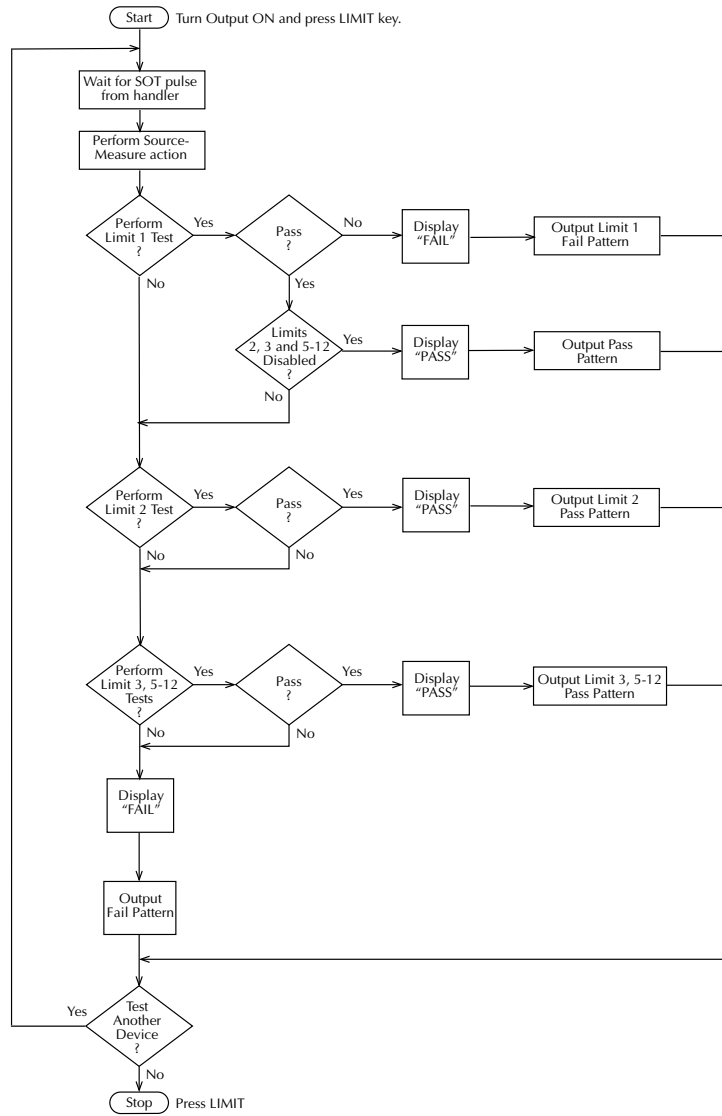 Start
Turn Output ON and press LIMIT key.
Wait for SOT pulse
from handler
Perform Source-
Measure action
Perform
Limit 1 Test
?
Yes
Pass
?
No
Display
“FAIL”
Output Limit 1
Fail Pattern
No
Yes
Limits
2, 3 and 5-12
Disabled
?
Yes
Display
“PASS”
Output Pass
Pattern
No
Perform
Limit 2 Test
?
Yes
Pass
?
Yes
Display
“PASS”
Output Limit 2
Pass Pattern
No
No
Perform
Limit 3, 5-12
Tests
?
Yes
Pass
?
Yes
Display
“PASS”
Output Limit 3, 5-12
Pass Pattern
No
No
Display
“FAIL”
Output
Fail Pattern
Yes
Test
Another
Device
?
No
Stop
Press LIMIT